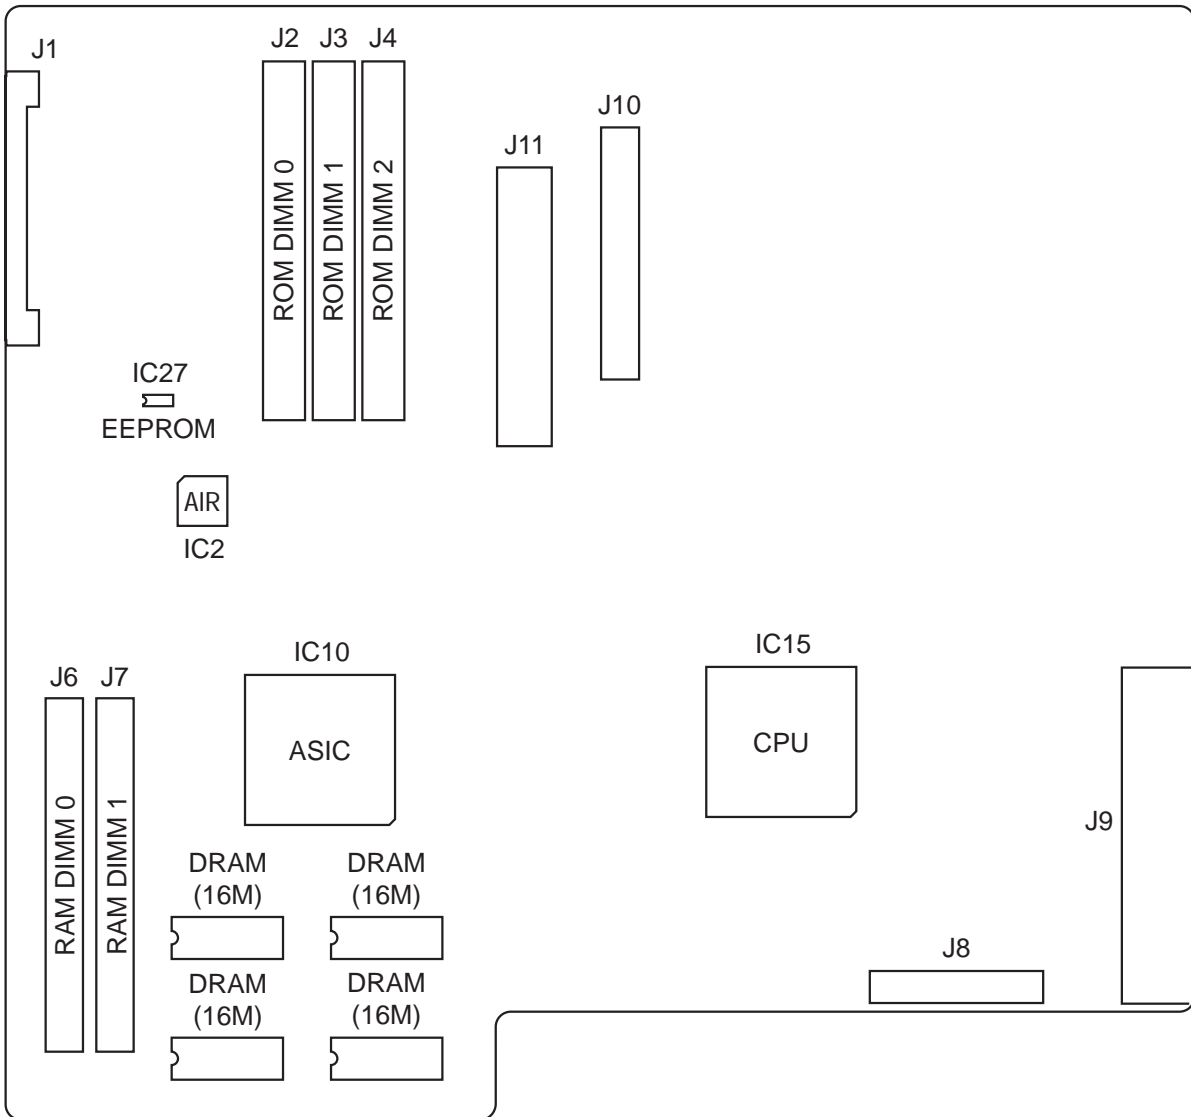 J1
J2
J3
J4
J10
J11
ROM DIMM 0
ROM DIMM 1
ROM DIMM 2
IC27
EEPROM
AIR
IC2
IC10
ASIC
IC15
CPU
J6
J7
RAM DIMM 0
RAM DIMM 1
J9
DRAM
(16M)
DRAM
(16M)
DRAM
(16M)
DRAM
(16M)
J8